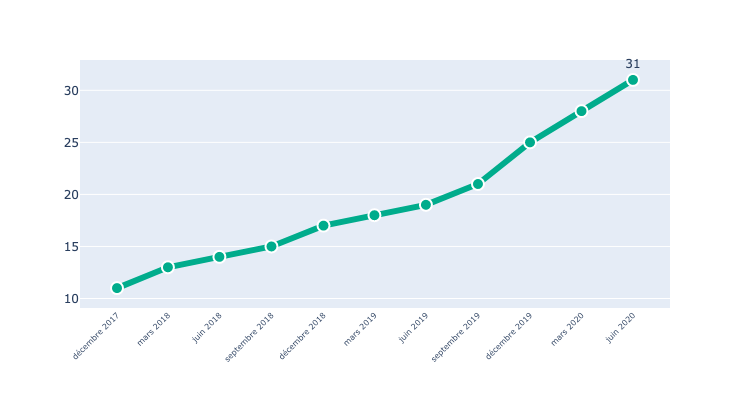 31
30
25
20
15
10
décembre 2017
mars 2018
juin 2018
septembre 2018
décembre 2018
mars 2019
juin 2019
septembre 2019
décembre 2019
mars 2020
juin 2020